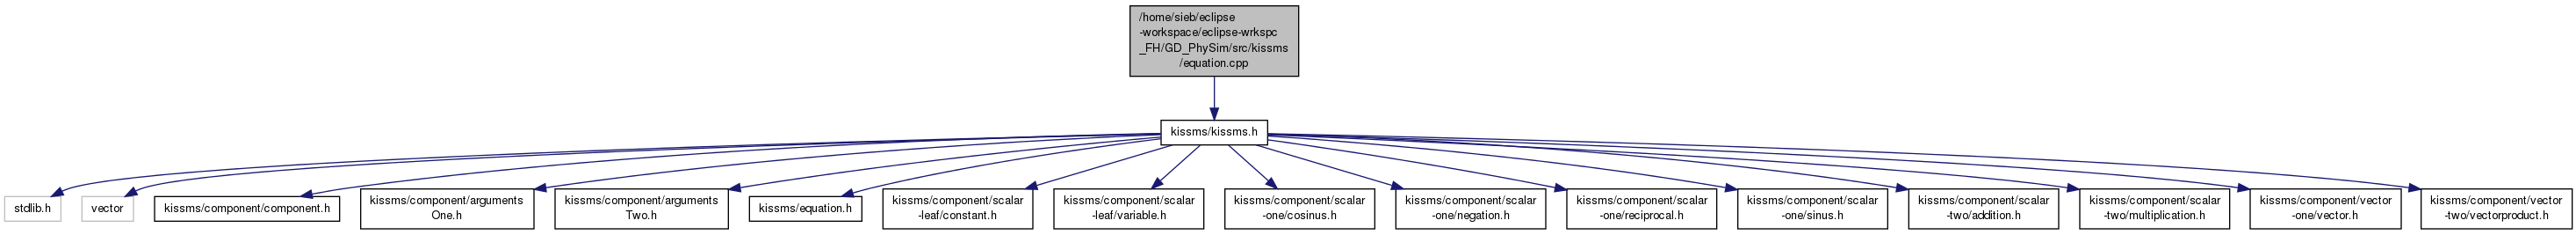 /home/sieb/eclipse
-workspace/eclipse-wrkspc
_FH/GD_PhySim/src/kissms
/equation.cpp
kissms/kissms.h
stdlib.h
vector
kissms/component/component.h
kissms/component/arguments
One.h
kissms/component/arguments
Two.h
kissms/equation.h
kissms/component/scalar
-leaf/constant.h
kissms/component/scalar
-leaf/variable.h
kissms/component/scalar
-one/cosinus.h
kissms/component/scalar
-one/negation.h
kissms/component/scalar
-one/reciprocal.h
kissms/component/scalar
-one/sinus.h
kissms/component/scalar
-two/addition.h
kissms/component/scalar
-two/multiplication.h
kissms/component/vector
-one/vector.h
kissms/component/vector
-two/vectorproduct.h